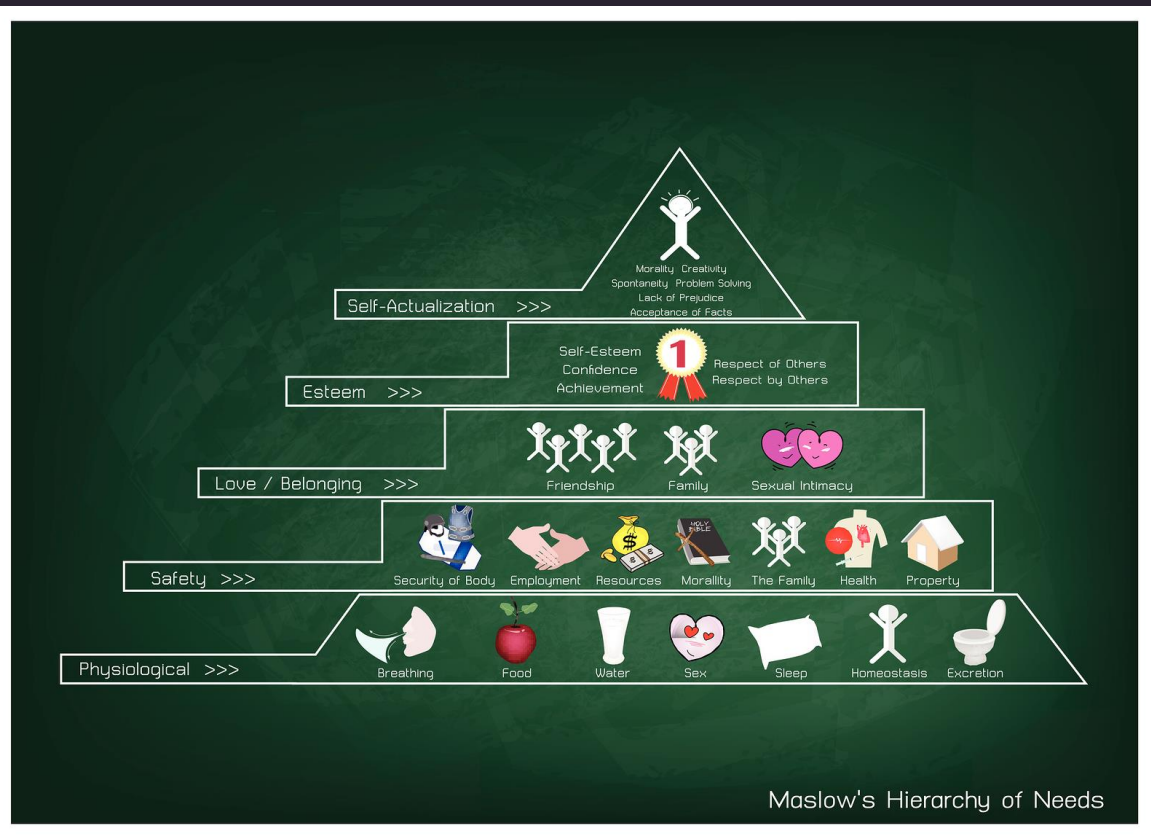 Morality Creativity
Spontaneity Problem Solving
Lack of Prejudice
Acceptance of Facts
Self-Actualization >>>
Self-Esteem
Confidence
Achievement
1
Respect of Others
Respect by Others
Esteem >>>
Friendship Family Sexual Intimacy
Love / Belonging >>>
HOLY
BIBLE
$
Security of Body Employment Resources Morallity The Family Health Property
Safety >>>
Breathing Food Water Sex Sleep Homeostasis Excretion
Physiological >>>
Maslow's Hierarchy of Needs